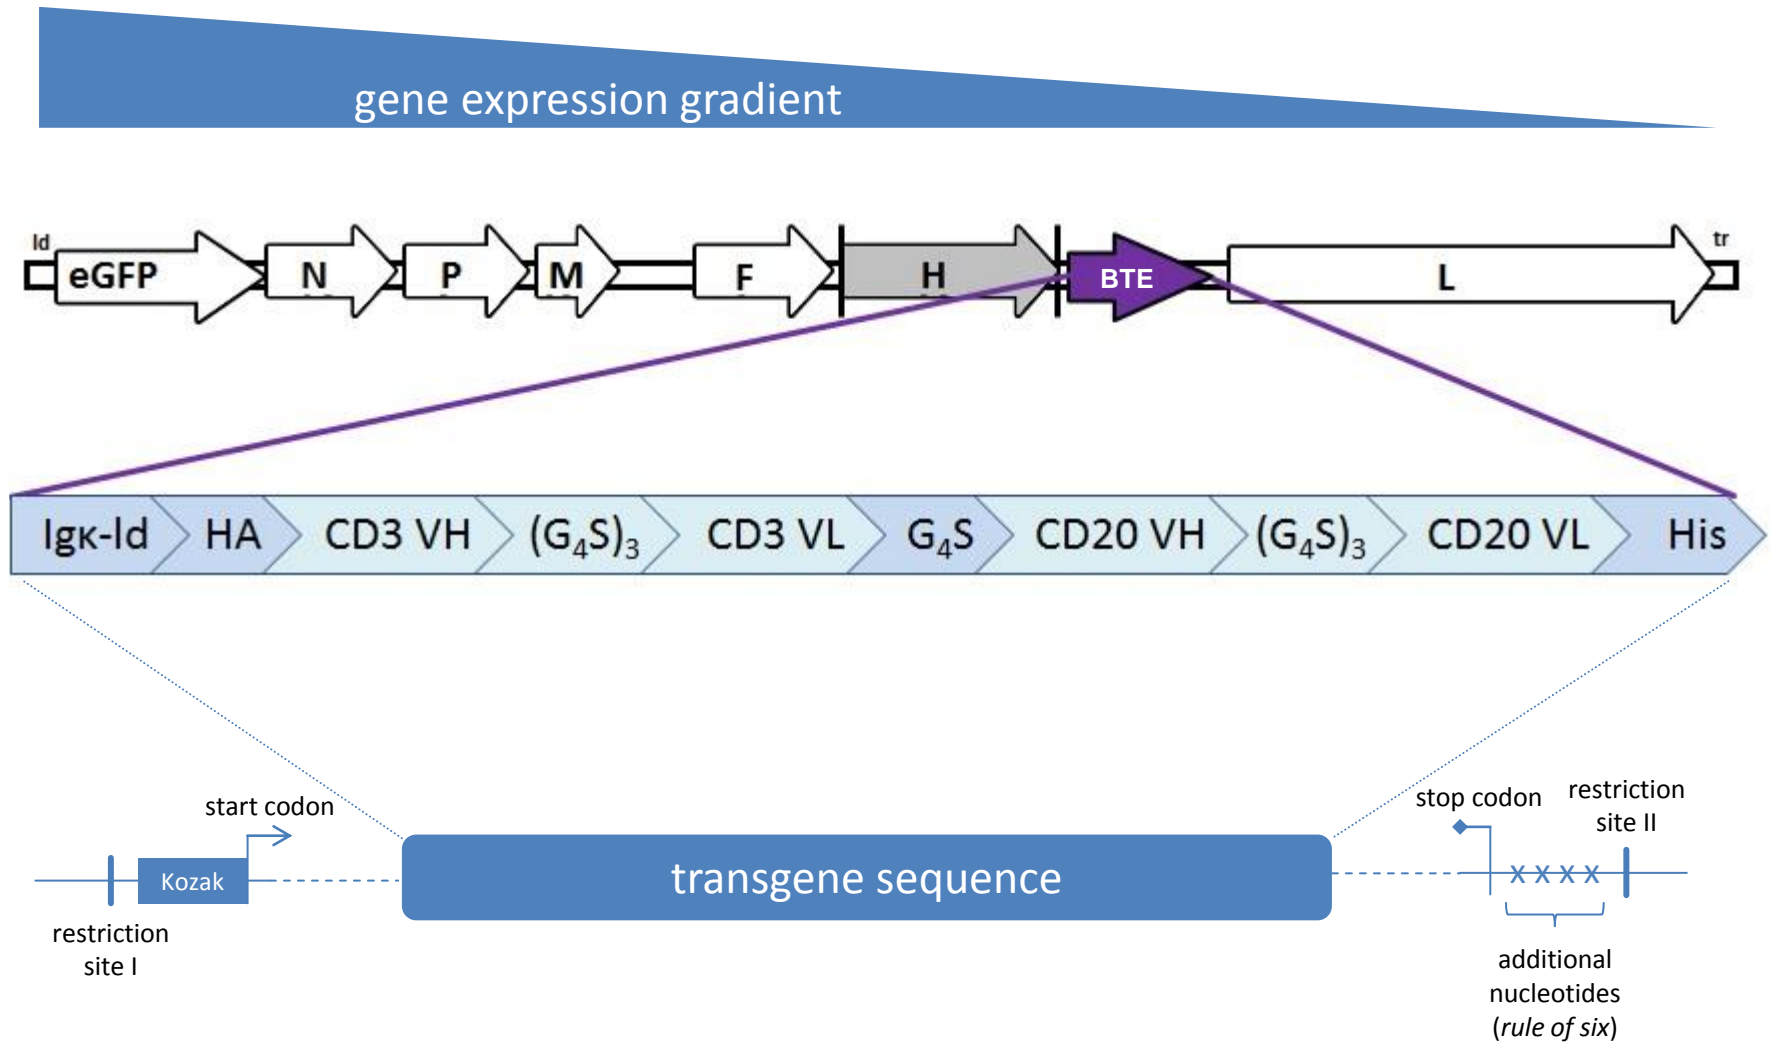 gene expression gradient
ld
tr
eGFP N P M F H BTE L
Igκ-ld HA CD3 VH (G₄S)₃ CD3 VL G₄S CD20 VH (G₄S)₃ CD20 VL His
start codon
stop codon
restriction
site II
Kozak
transgene sequence
x x x x
restriction
site I
additional
nucleotides
(rule of six)